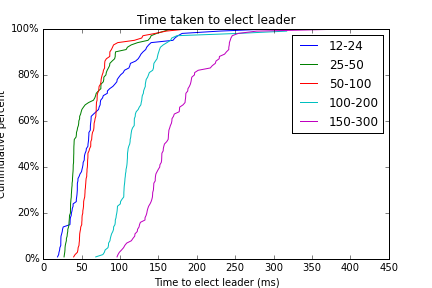 Time taken to elect leader
100%
80%
60%
40%
20%
0%
Cummulative percent
12-24
25-50
50-100
100-200
150-300
0 50 100 150 200 250 300 350 400 450
Time to elect leader (ms)